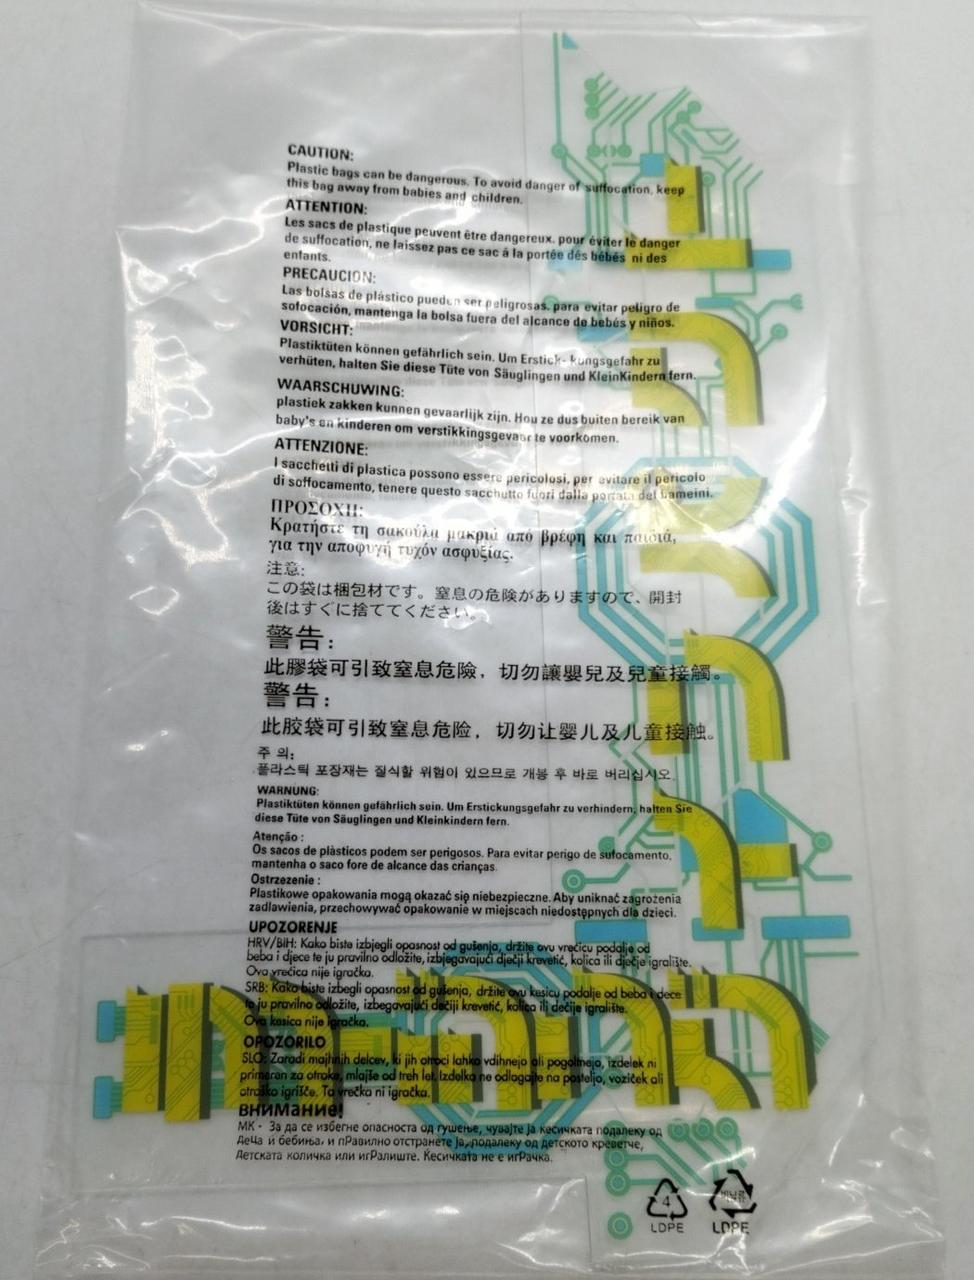 CAUTION:
Plastic bags can be dangerous. To avoid danger of suffocation, keep
this bag away from babies and children.
ATTENTION:
Les sacs de plastique peuvent être dangereux. pour éviter le danger
de suffocation, ne laissez pas ce sac á la portée dés bébés ni des
enfants.
PRECAUCION:
Las bolsas de plástico pueden ser peligrosas. para evitar peligro de
sofocación, mantenga la bolsa fuera del alcance de bebés y niños.
VORSICHT:
Plastiktüten können gefährlich sein. Um Erstick- kungsgefahr zu
verhüten, halten Sie diese Tüte von Säuglingen und KleinKindern fern.
WAARSCHUWING:
plastiek zakken kunnen gevaarlijk zijn. Hou ze dus buiten bereik van
baby's en kinderen om verstikkingsgevaar te voorkomen.
ATTENZIONE:
I sacchetti di plastica possono essere pericolosi, per evitare il pericolo
di soffocamento, tenere questo sacchetto fuori dalla portata dei bameini.
ΠΡΟΣΟΧΗ:
Κρατήστε τη σακούλα μακριά από βρέφη και παιδιά,
για την αποφυγή τυχόν ασφυξίας.
注意:
この袋は梱包材です。窒息の危険がありますので、開封
後はすぐに捨ててください。
警告:
此膠袋可引致窒息危險，切勿讓嬰兒及兒童接觸。
警告:
此胶袋可引致窒息危险，切勿让婴儿及儿童接触。
주 의:
플라스틱 포장재는 질식할 위험이 있으므로 개봉 후 바로 버리십시오.
WARNUNG:
Plastiktüten können gefährlich sein. Um Erstickungsgefahr zu verhindern, halten Sie
diese Tüte von Säuglingen und Kleinkindern fern.
Atenção :
Os sacos de plàsticos podem ser perigosos. Para evitar perigo de sufocamento,
mantenha o saco fore de alcance das crianças.
Ostrzezenie :
Plastikowe opakowania mogą okazać się niebezpieczne. Aby uniknać zagrożenia
zadlawienia, przechowywać opakowanie w miejscach niedostępnych dla dzieci.
UPOZORENJE
HRV/BIH: Kako biste izbjegli opasnost od gušenja, držite ovu vrećicu podalje od
beba i djece te ju pravilno odložite, izbjegavajući dječji krevetić, kolica ili dječje igralište.
Ova vrećica nije igračka.
SRB: Kako biste izbegli opasnost od gušenja, držite ovu kesicu podalje od beba i dece
te ju pravilno odložite, izbegavajući dečiji krevetić, kolica ili dečije igralište.
Ova kesica nije igračka.
OPOZORILO
SLO: Zaradi majhnjh delcev, ki jih otroci lahko vdihnejo ali pogoltnejo, izdelek ni
primeren za otroke, mlajše od treh let. Izdelka ne odlagajte na posteljo, voziček ali
otroško igrišče. Ta vrečka ni igračka.
внимание!
МК - За да се избегне опасноста од гушење, чувајте ја кесичката подалеку од
деца и бебиња, и пРавилно отстранете ја, подалеку од детското креветче,
Детската количка или игРалиште. Кесичката не е игРачка.
4
LDPE
비닐류
LDPE